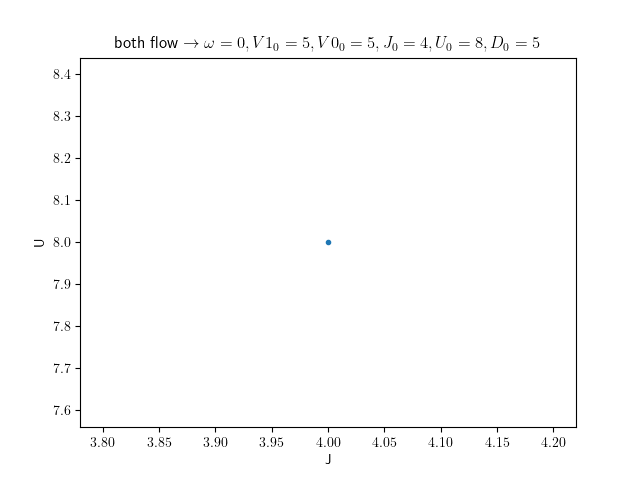 both flow → ω = 0, V1₀ = 5, V0₀ = 5, J₀ = 4, U₀ = 8, D₀ = 5
8.4
8.3
8.2
8.1
8.0
7.9
7.8
7.7
7.6
U
3.80 3.85 3.90 3.95 4.00 4.05 4.10 4.15 4.20
J